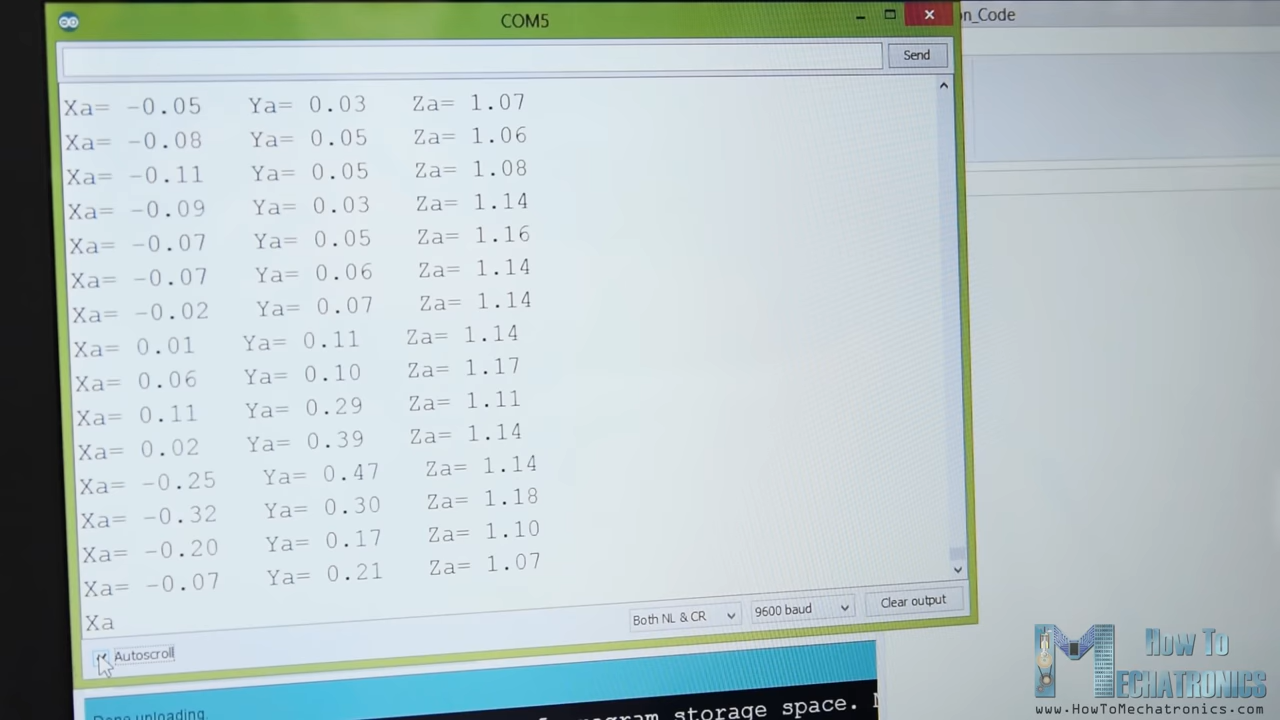 COM5
n_Code
Send
Xa= -0.05 Ya= 0.03 Za= 1.07
Xa= -0.08 Ya= 0.05 Za= 1.06
Xa= -0.11 Ya= 0.05 Za= 1.08
Xa= -0.09 Ya= 0.03 Za= 1.14
Xa= -0.07 Ya= 0.05 Za= 1.16
Xa= -0.07 Ya= 0.06 Za= 1.14
Xa= -0.02 Ya= 0.07 Za= 1.14
Xa= 0.01 Ya= 0.11 Za= 1.14
Xa= 0.06 Ya= 0.10 Za= 1.17
Xa= 0.11 Ya= 0.29 Za= 1.11
Xa= 0.02 Ya= 0.39 Za= 1.14
Xa= -0.25 Ya= 0.47 Za= 1.14
Xa= -0.32 Ya= 0.30 Za= 1.18
Xa= -0.20 Ya= 0.17 Za= 1.10
Xa= -0.07 Ya= 0.21 Za= 1.07
Xa
Both NL & CR 9600 baud Clear output
Autoscroll
Done uploading.
program storage space.
How To
Mechatronics
www.HowToMechatronics.com